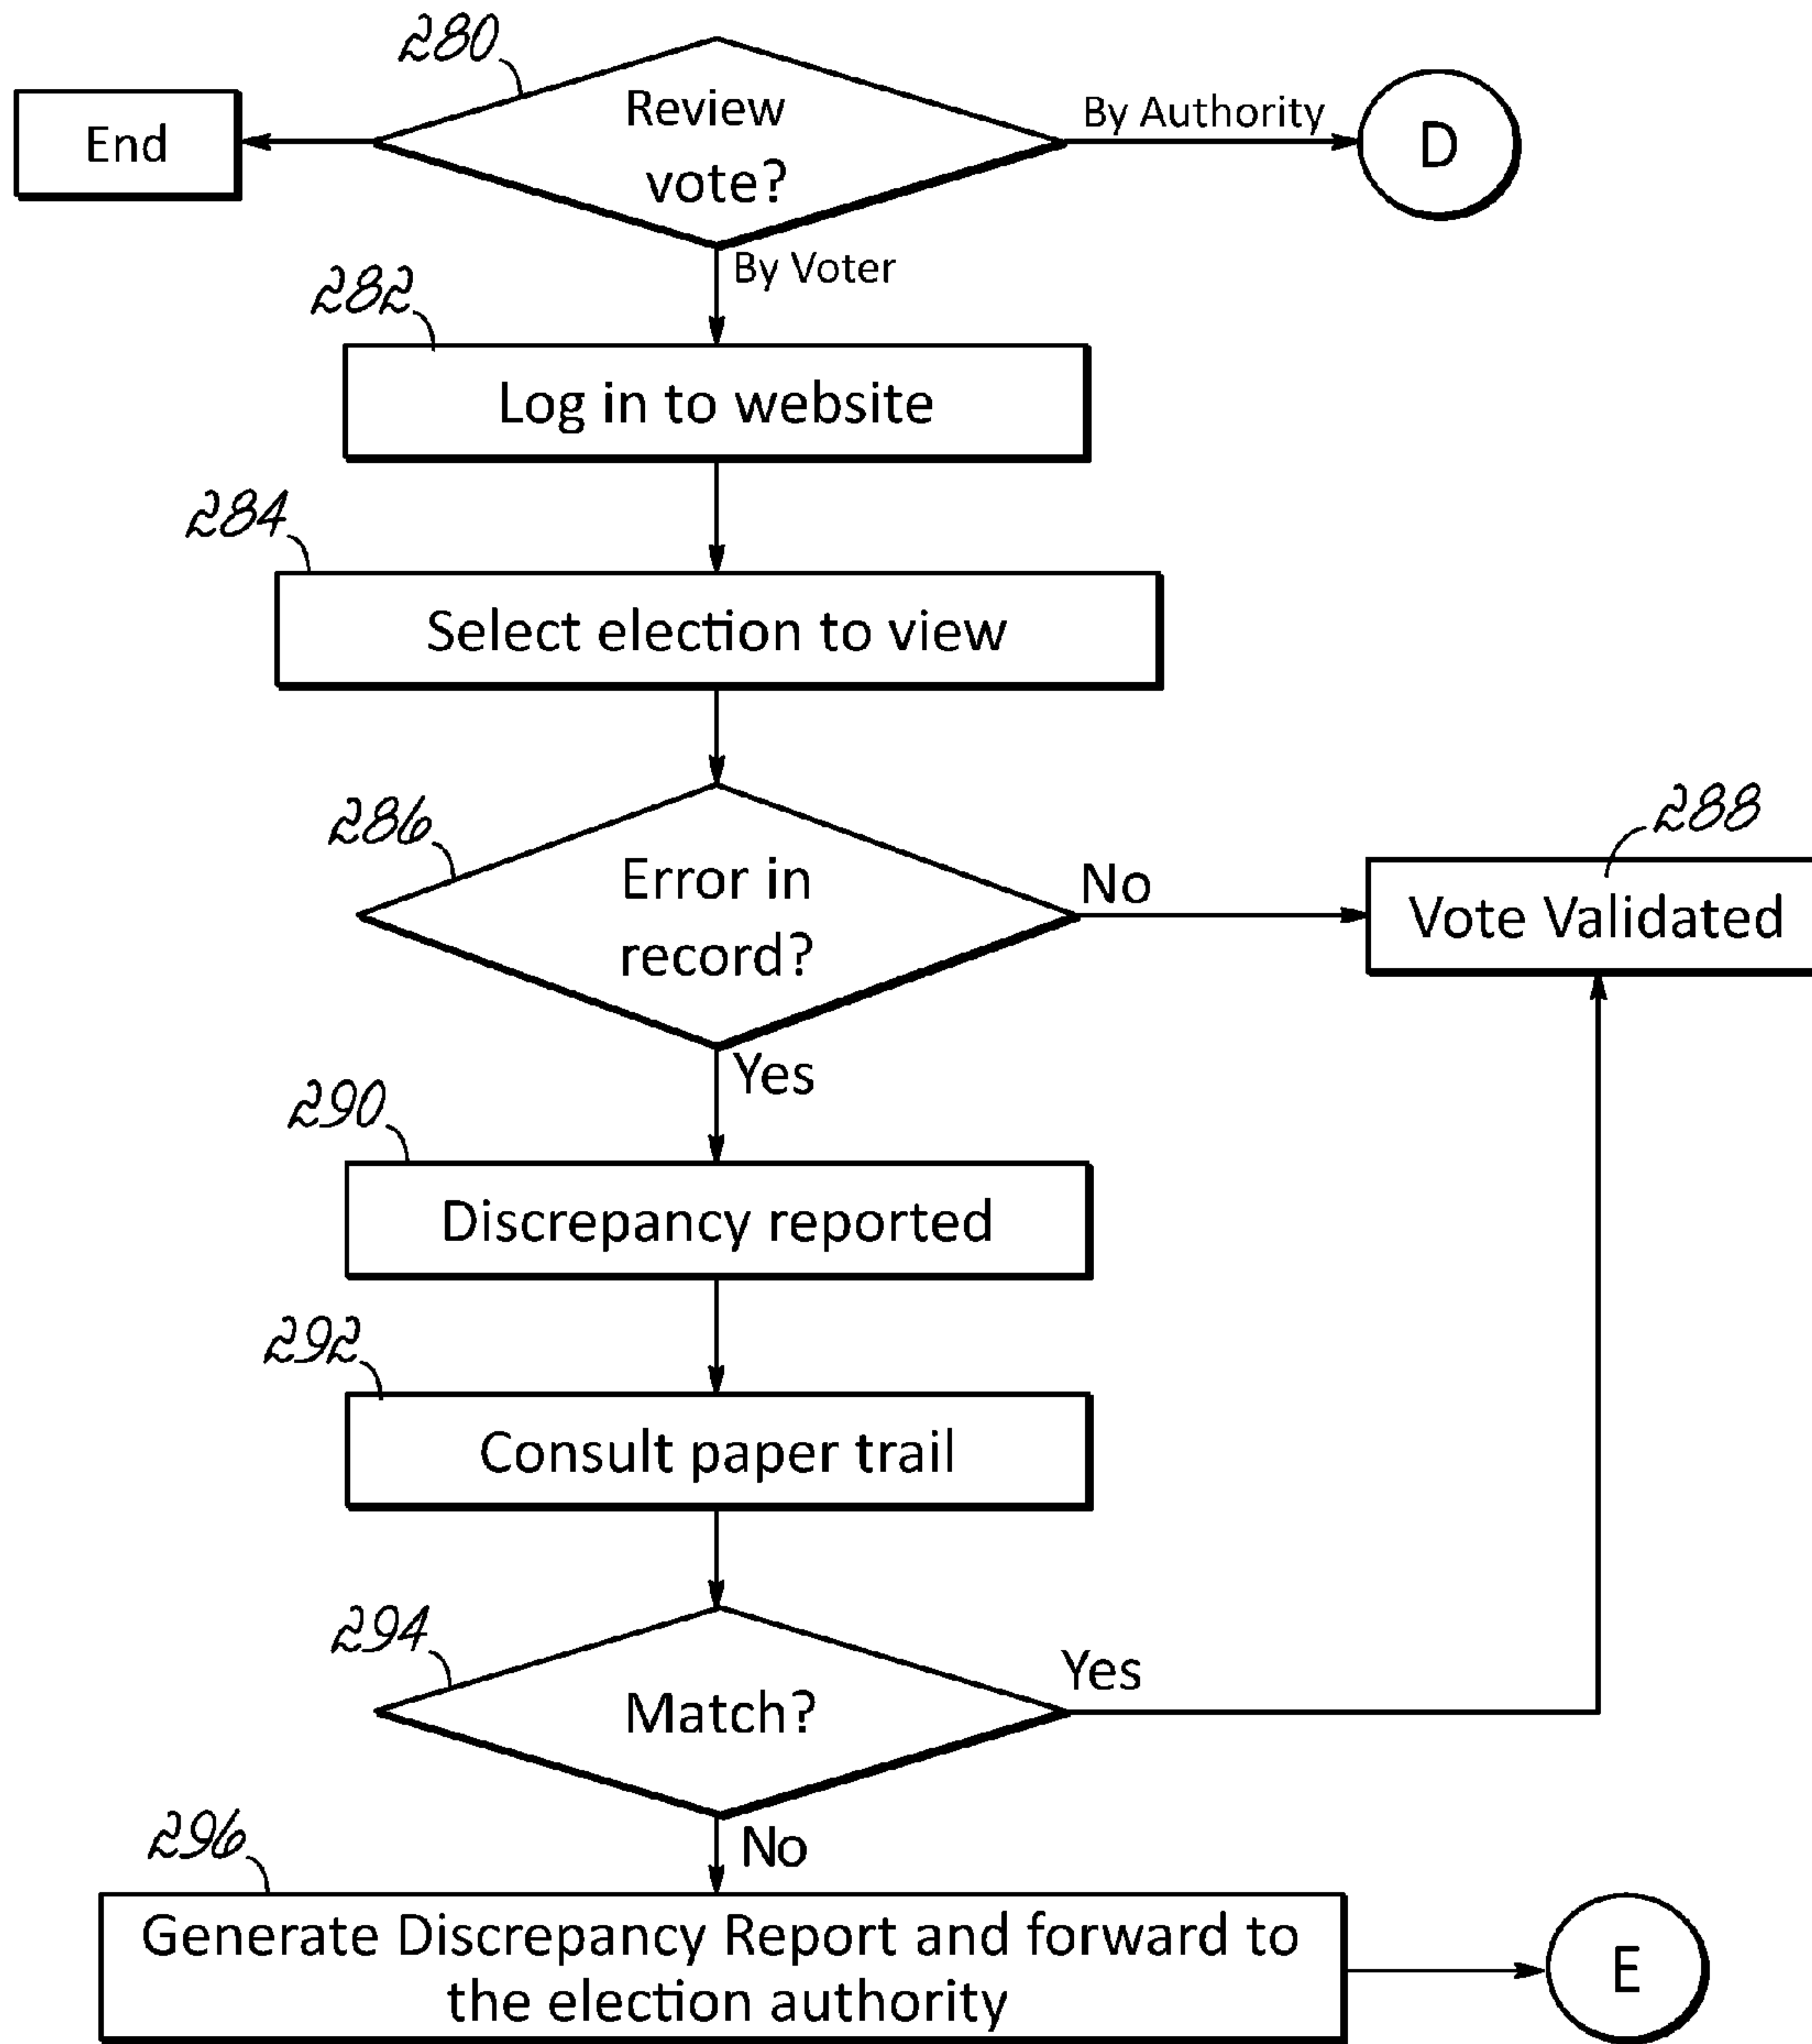 280
End
Review
vote?
By Authority
D
By Voter
282
Log in to website
284
Select election to view
286
Error in
record?
No
288
Vote Validated
Yes
290
Discrepancy reported
292
Consult paper trail
294
Match?
Yes
No
296
Generate Discrepancy Report and forward to
the election authority
E